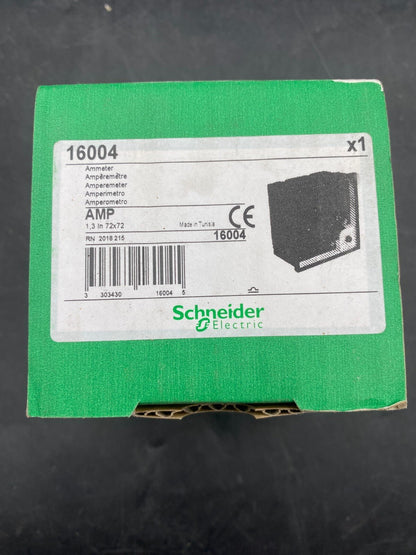 16004 x1
Ammeter
Ampèremètre
Amperemeter
Amperimetro
Amperometro
AMP
1,3 In 72x72 Made in Tunisia
16004
CE
RN 2018 215
3 303430 16004 5
Schneider
Electric